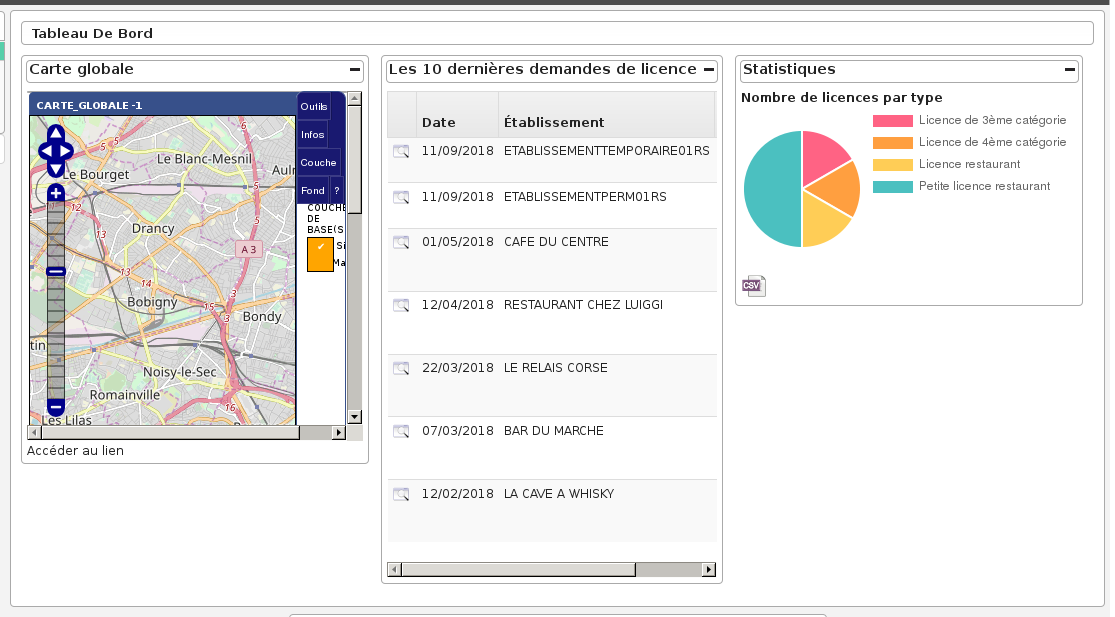 Tableau De Bord
Carte globale
CARTE_GLOBALE -1
Outils
Infos
Couche
Fond ?
COUCHE
DE
BASE(S
Si
Ma
Le Blanc-Mesnil
Le Bourget
Drancy
A 3
Bobigny
Bondy
Noisy-le-Sec
Romainville
Les Lilas
5
5
3
12
5
13
13
14
15
3
3
16
Accéder au lien
Les 10 dernières demandes de licence
Date Établissement
11/09/2018 ETABLISSEMENTTEMPORAIRE01RS
11/09/2018 ETABLISSEMENTPERM01RS
01/05/2018 CAFE DU CENTRE
12/04/2018 RESTAURANT CHEZ LUIGGI
22/03/2018 LE RELAIS CORSE
07/03/2018 BAR DU MARCHE
12/02/2018 LA CAVE A WHISKY
Statistiques
Nombre de licences par type
Licence de 3ème catégorie
Licence de 4ème catégorie
Licence restaurant
Petite licence restaurant
CSV